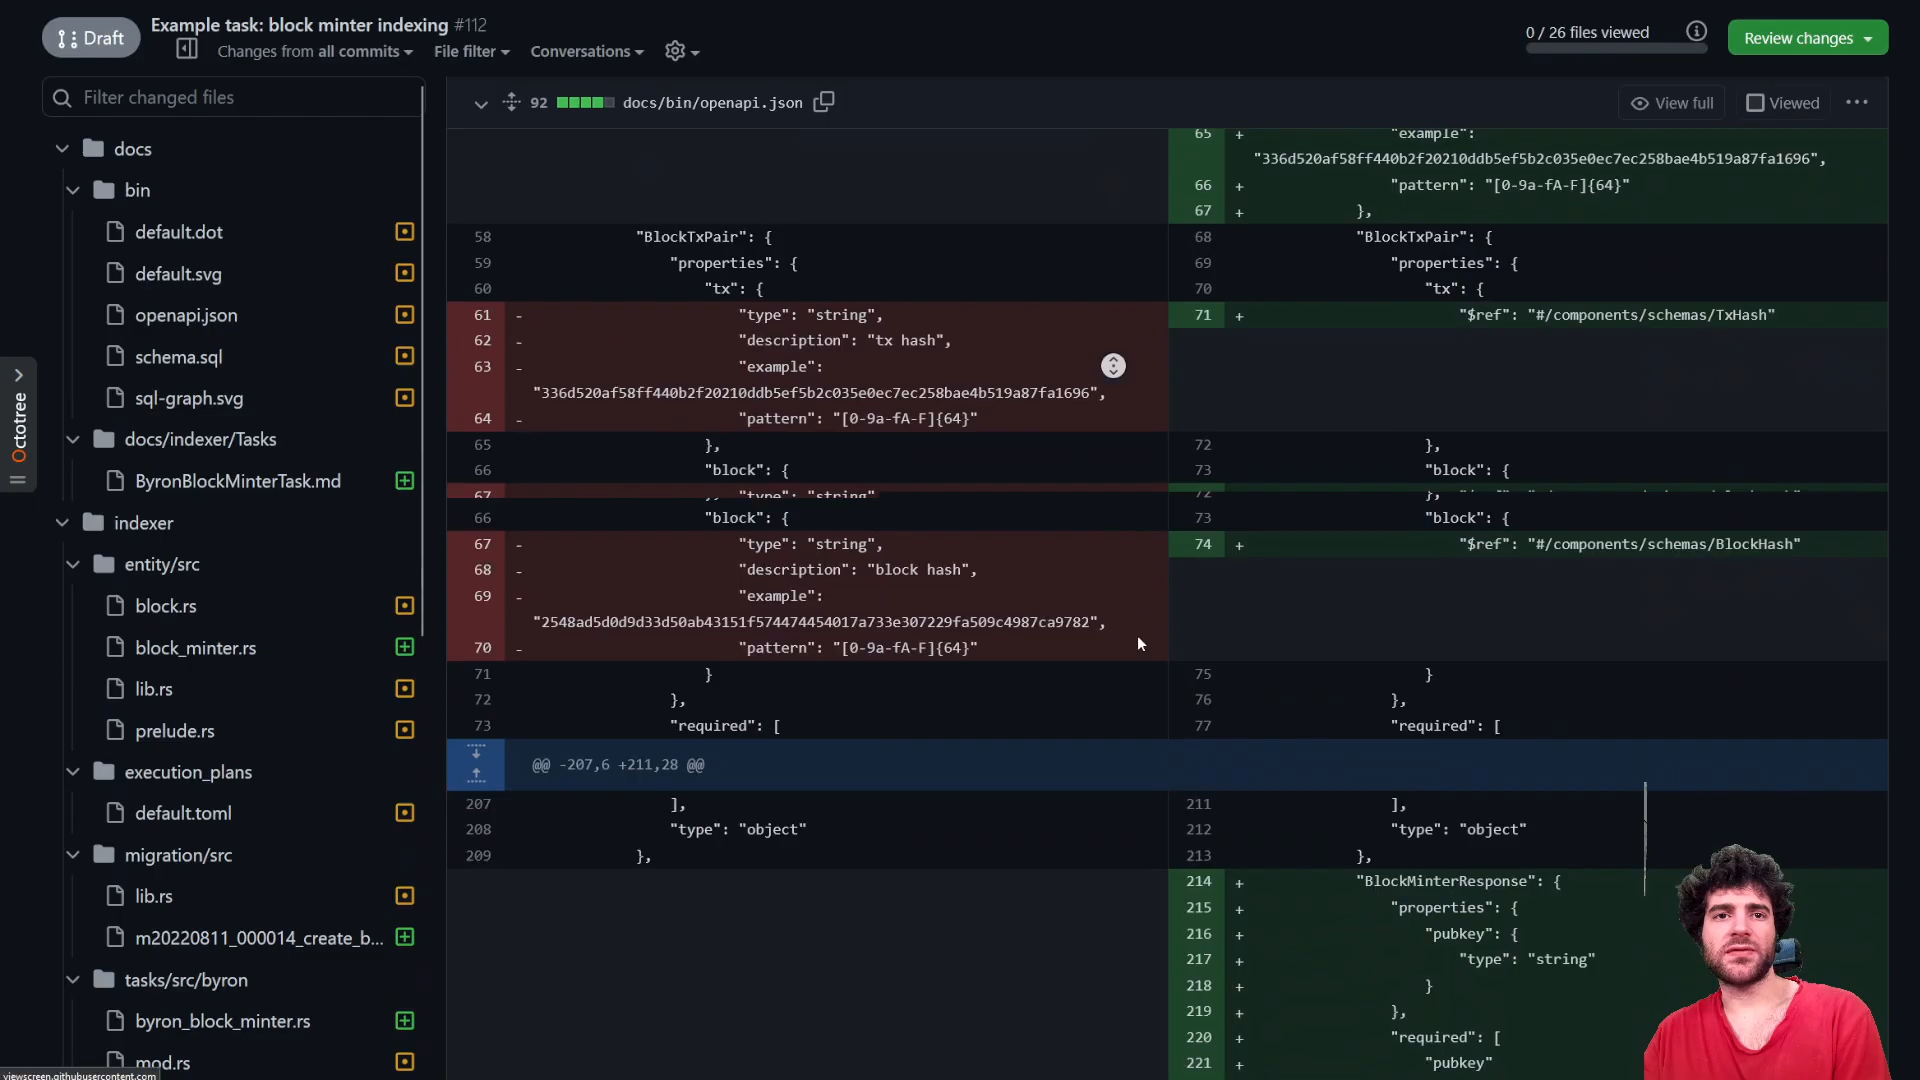 Draft
Example task: block minter indexing #112
Changes from all commits
File filter
Conversations
0 / 26 files viewed
Review changes
Filter changed files
docs
bin
default.dot
default.svg
openapi.json
schema.sql
sql-graph.svg
docs/indexer/Tasks
ByronBlockMinterTask.md
indexer
entity/src
block.rs
block_minter.rs
lib.rs
prelude.rs
execution_plans
default.toml
migration/src
lib.rs
m20220811_000014_create_b...
tasks/src/byron
byron_block_minter.rs
mod.rs
viewscreen.githubusercontent.com
Octotree
92 docs/bin/openapi.json
View full
Viewed
58 "BlockTxPair": {
59 "properties": {
60 "tx": {
61 - "type": "string",
62 - "description": "tx hash",
63 - "example":
"336d520af58ff440b2f20210ddb5ef5b2c035e0ec7ec258bae4b519a87fa1696",
64 - "pattern": "[0-9a-fA-F]{64}"
65 },
66 "block": {
67 "type": "string"
66 "block": {
67 - "type": "string",
68 - "description": "block hash",
69 - "example":
"2548ad5d0d9d33d50ab43151f574474454017a733e307229fa509c4987ca9782",
70 - "pattern": "[0-9a-fA-F]{64}"
71 }
72 },
73 "required": [
@@ -207,6 +211,28 @@
207 ],
208 "type": "object"
209 },
65 + "example":
"336d520af58ff440b2f20210ddb5ef5b2c035e0ec7ec258bae4b519a87fa1696",
66 + "pattern": "[0-9a-fA-F]{64}"
67 + },
68 "BlockTxPair": {
69 "properties": {
70 "tx": {
71 + "$ref": "#/components/schemas/TxHash"
72 },
73 "block": {
72 },
73 "block": {
74 + "$ref": "#/components/schemas/BlockHash"
75 }
76 },
77 "required": [
211 ],
212 "type": "object"
213 },
214 + "BlockMinterResponse": {
215 + "properties": {
216 + "pubkey": {
217 + "type": "string"
218 + }
219 + },
220 + "required": [
221 + "pubkey"